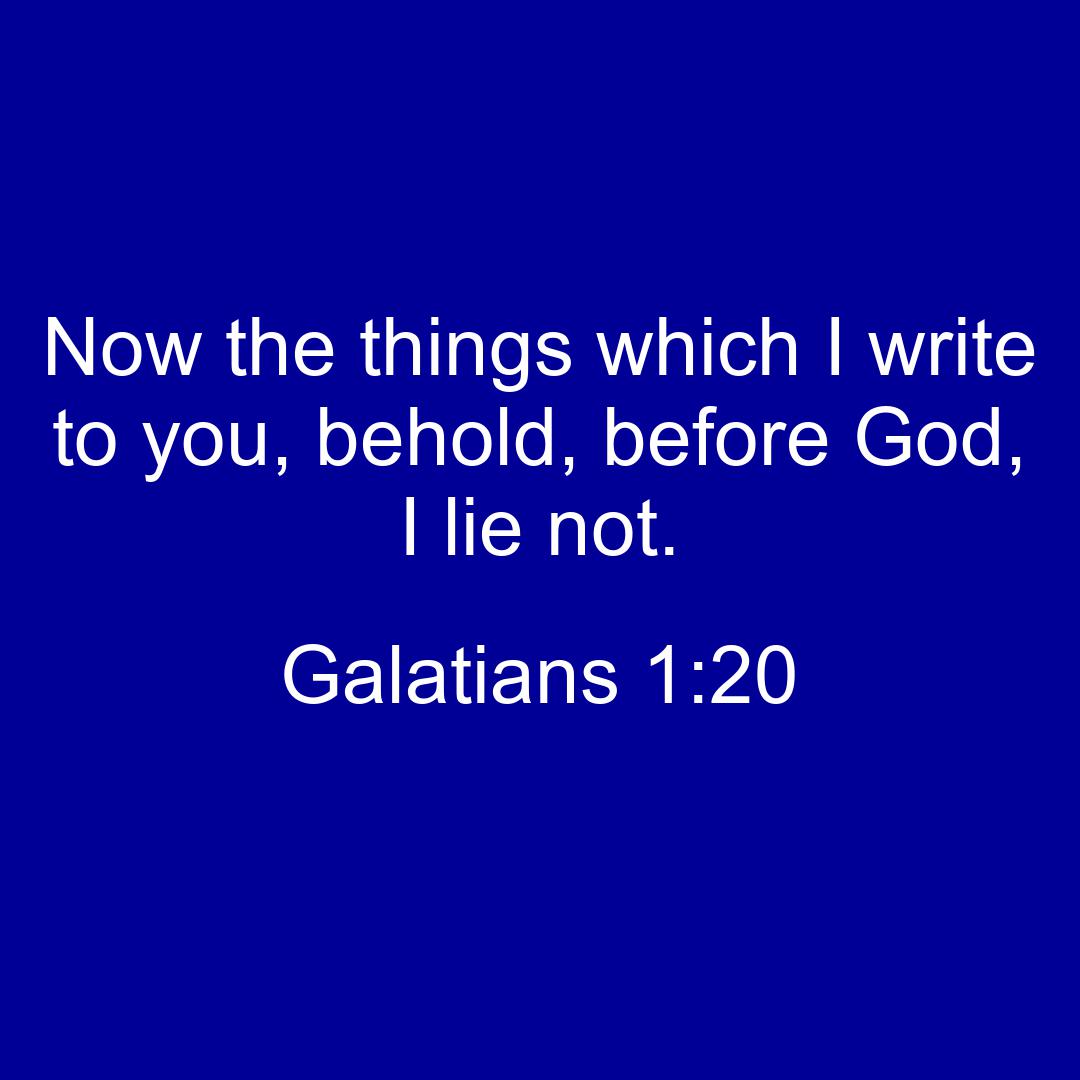 Now the things which I write
to you, behold, before God,
I lie not.
Galatians 1:20